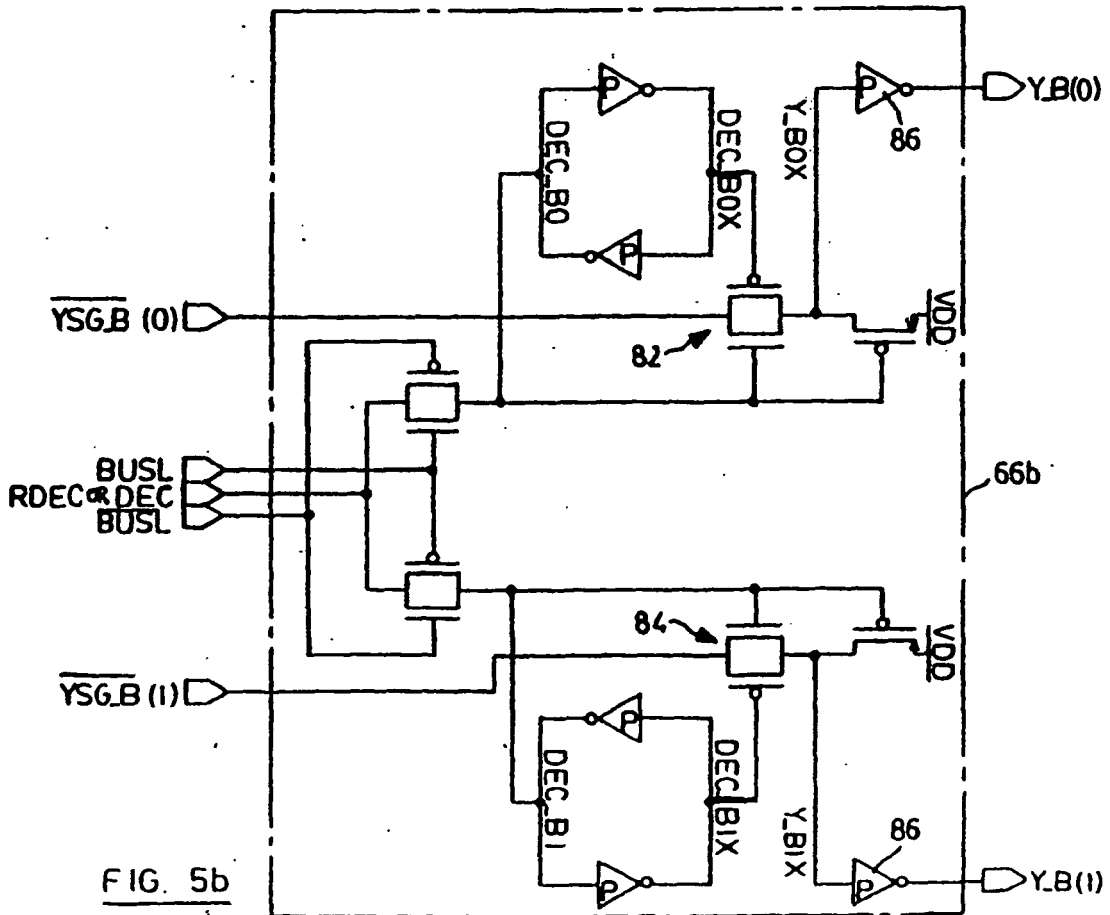 Y_B(0)
P
P
86
DEC_B0
DEC_B0X
Y_B0X
P
YSG_B (0)
82
VDD
BUSL
RDEC OR DEC
BUSL
66b
84
VDD
YSG_B (1)
P
DEC_B1
DEC_B1X
Y_B1X
86
P
P
Y_B(1)
FIG. 5b